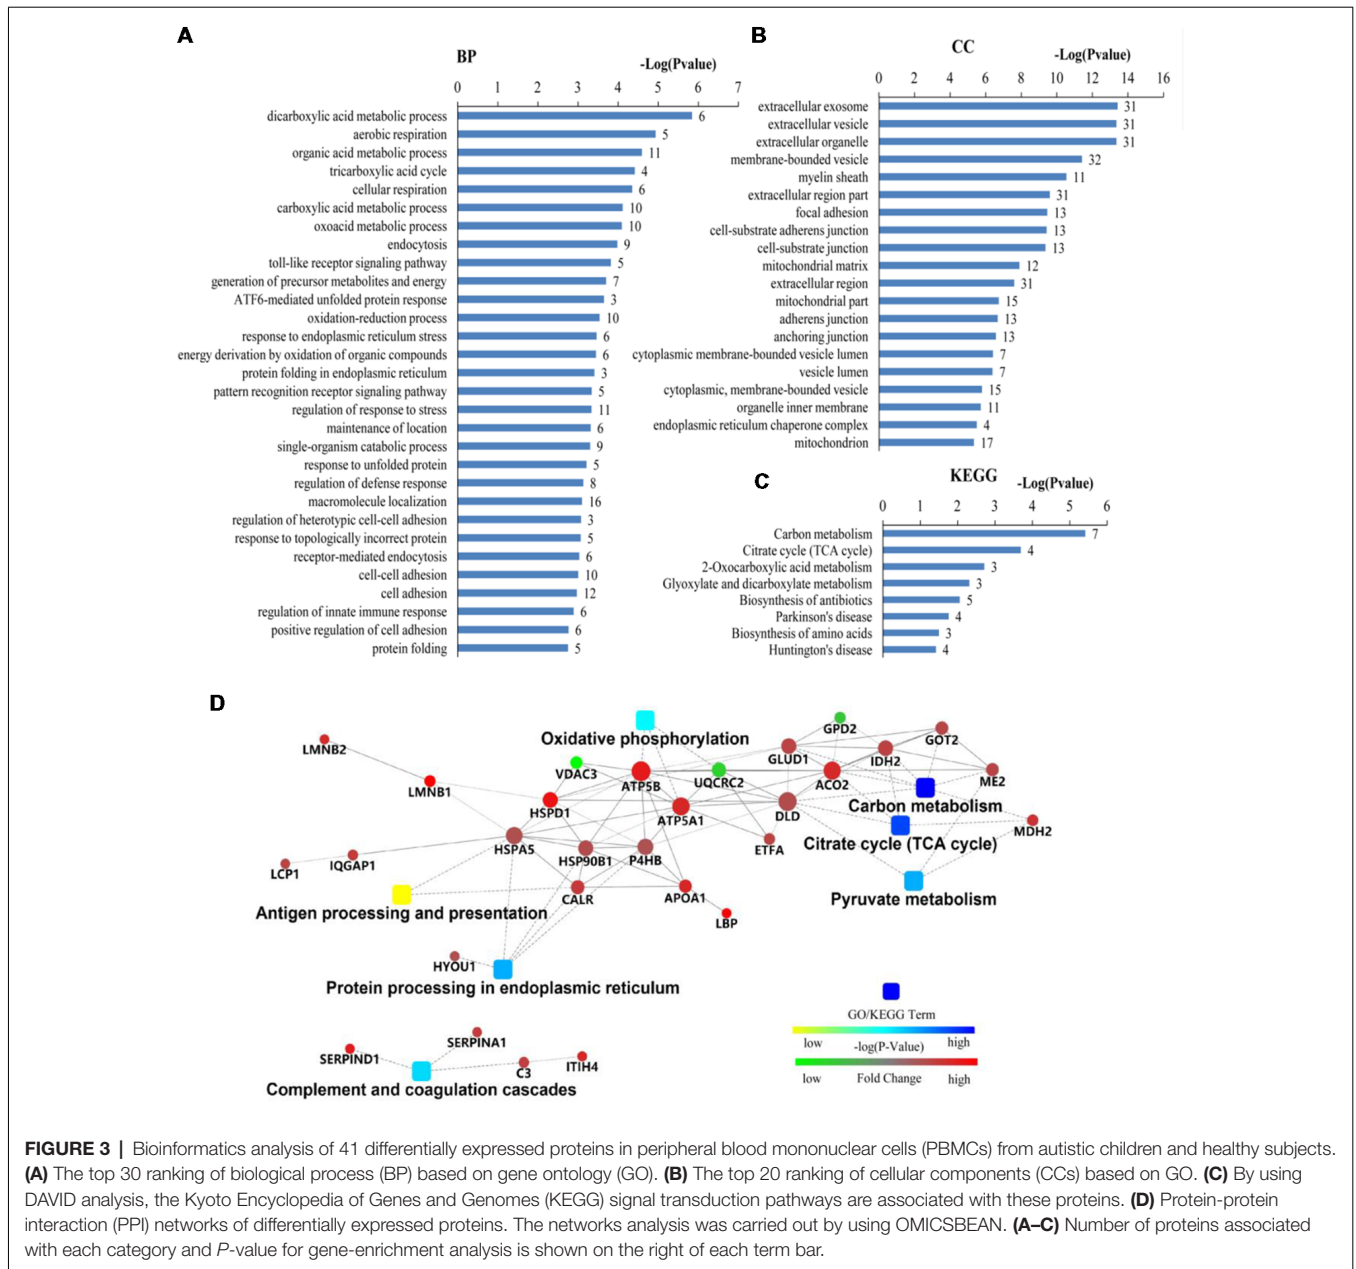 A
BP
-Log(Pvalue)
0 1 2 3 4 5 6 7
dicarboxylic acid metabolic process 6
aerobic respiration 5
organic acid metabolic process 11
tricarboxylic acid cycle 4
cellular respiration 6
carboxylic acid metabolic process 10
oxoacid metabolic process 10
endocytosis 9
toll-like receptor signaling pathway 5
generation of precursor metabolites and energy 7
ATF6-mediated unfolded protein response 3
oxidation-reduction process 10
response to endoplasmic reticulum stress 6
energy derivation by oxidation of organic compounds 6
protein folding in endoplasmic reticulum 3
pattern recognition receptor signaling pathway 5
regulation of response to stress 11
maintenance of location 6
single-organism catabolic process 9
response to unfolded protein 5
regulation of defense response 8
macromolecule localization 16
regulation of heterotypic cell-cell adhesion 3
response to topologically incorrect protein 5
receptor-mediated endocytosis 6
cell-cell adhesion 10
cell adhesion 12
regulation of innate immune response 6
positive regulation of cell adhesion 6
protein folding 5
B
CC
-Log(Pvalue)
0 2 4 6 8 10 12 14 16
extracellular exosome 31
extracellular vesicle 31
extracellular organelle 31
membrane-bounded vesicle 32
myelin sheath 11
extracellular region part 31
focal adhesion 13
cell-substrate adherens junction 13
cell-substrate junction 13
mitochondrial matrix 12
extracellular region 31
mitochondrial part 15
adherens junction 13
anchoring junction 13
cytoplasmic membrane-bounded vesicle lumen 7
vesicle lumen 7
cytoplasmic, membrane-bounded vesicle 15
organelle inner membrane 11
endoplasmic reticulum chaperone complex 4
mitochondrion 17
C
KEGG
-Log(Pvalue)
0 1 2 3 4 5 6
Carbon metabolism 7
Citrate cycle (TCA cycle) 4
2-Oxocarboxylic acid metabolism 3
Glyoxylate and dicarboxylate metabolism 3
Biosynthesis of antibiotics 5
Parkinson's disease 4
Biosynthesis of amino acids 3
Huntington's disease 4
D
GPD2
Oxidative phosphorylation
GOT2
LMNB2
GLUD1
IDH2
VDAC3
ATP5B
UQCRC2
ACO2
ME2
LMNB1
Carbon metabolism
HSPD1
ATP5A1
DLD
MDH2
Citrate cycle (TCA cycle)
HSPA5
HSP90B1
P4HB
ETFA
IQGAP1
LCP1
CALR
APOA1
Pyruvate metabolism
Antigen processing and presentation
LBP
HYOU1
Protein processing in endoplasmic reticulum
GO/KEGG Term
low -log(P-Value) high
low Fold Change high
SERPINA1
SERPIND1
C3
ITIH4
Complement and coagulation cascades
FIGURE 3 | Bioinformatics analysis of 41 differentially expressed proteins in peripheral blood mononuclear cells (PBMCs) from autistic children and healthy subjects.
(A) The top 30 ranking of biological process (BP) based on gene ontology (GO). (B) The top 20 ranking of cellular components (CCs) based on GO. (C) By using
DAVID analysis, the Kyoto Encyclopedia of Genes and Genomes (KEGG) signal transduction pathways are associated with these proteins. (D) Protein-protein
interaction (PPI) networks of differentially expressed proteins. The networks analysis was carried out by using OMICSBEAN. (A–C) Number of proteins associated
with each category and P-value for gene-enrichment analysis is shown on the right of each term bar.